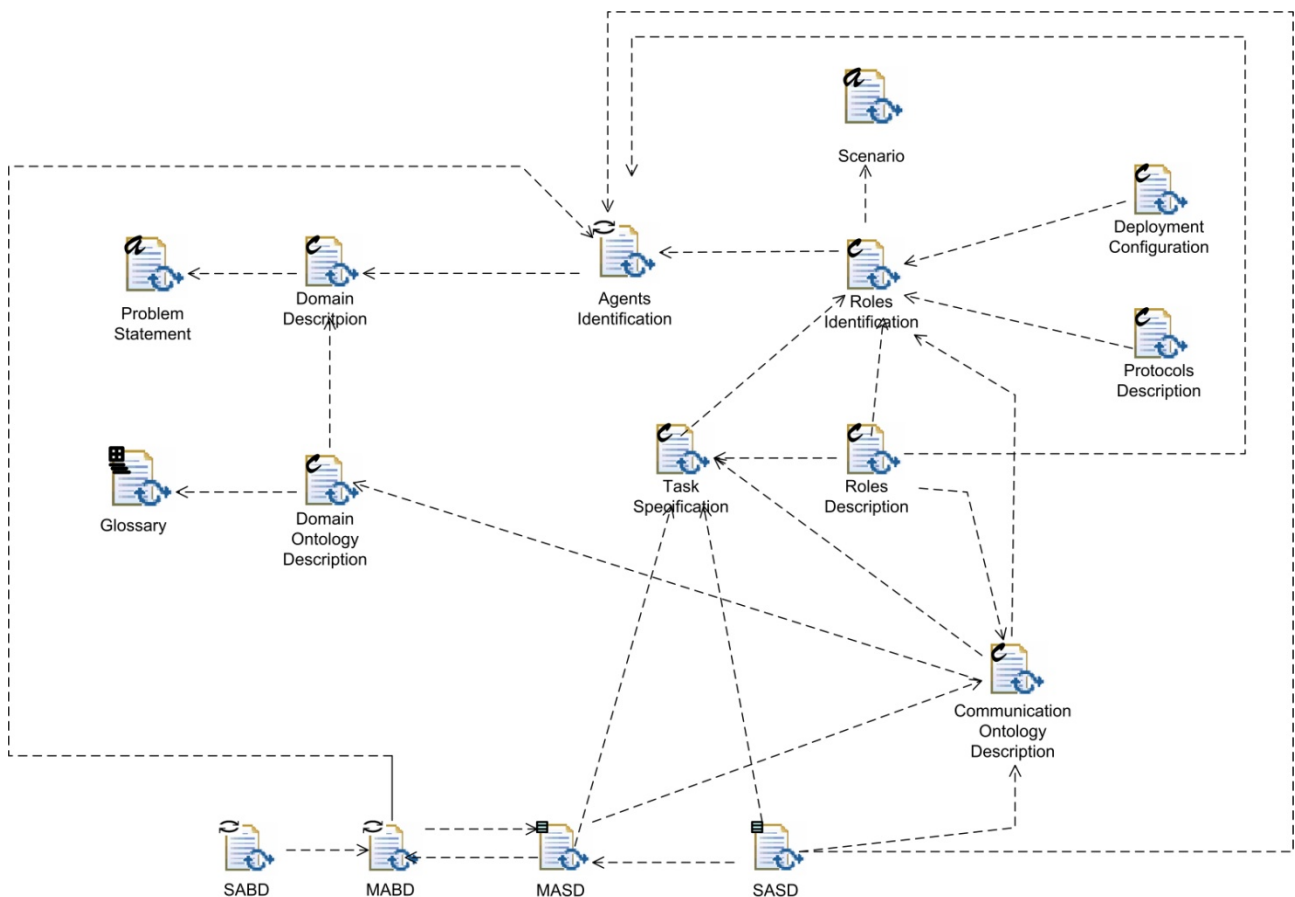 Scenario
Deployment
Configuration
Problem
Statement
Domain
Descritpion
Agents
Identification
Roles
Identification
Protocols
Description
Glossary
Domain
Ontology
Description
Task
Specification
Roles
Description
Communication
Ontology
Description
SABD
MABD
MASD
SASD